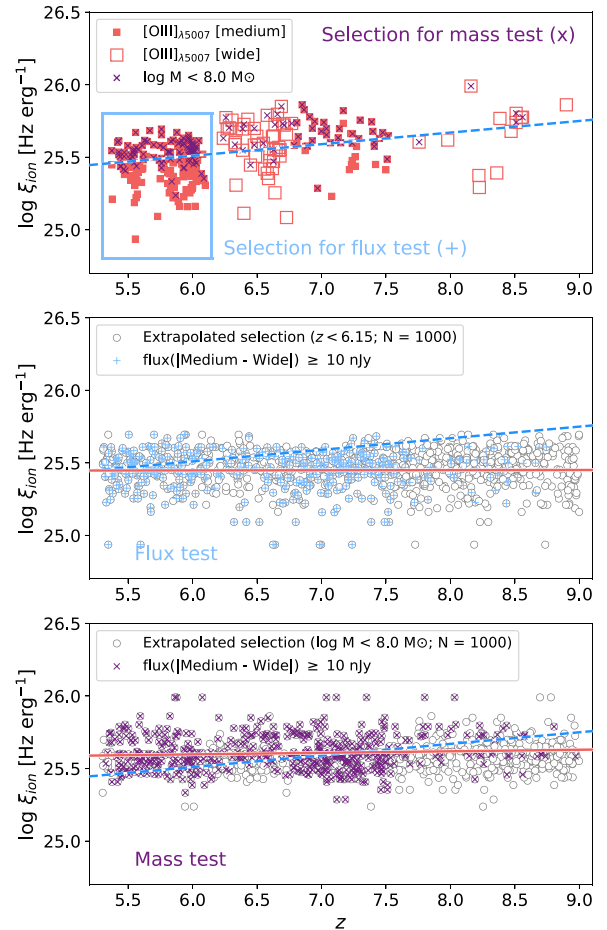 [OIII]λ5007 [medium]
[OIII]λ5007 [wide]
log M < 8.0 M⊙
Selection for mass test (x)
Selection for flux test (+)
26.5
26.0
25.5
25.0
log ξion [Hz erg−1]
5.5 6.0 6.5 7.0 7.5 8.0 8.5 9.0
Extrapolated selection (z < 6.15; N = 1000)
flux(|Medium - Wide|) ≥ 10 nJy
Flux test
26.5
26.0
25.5
25.0
log ξion [Hz erg−1]
5.5 6.0 6.5 7.0 7.5 8.0 8.5 9.0
Extrapolated selection (log M < 8.0 M⊙; N = 1000)
flux(|Medium - Wide|) ≥ 10 nJy
Mass test
26.5
26.0
25.5
25.0
log ξion [Hz erg−1]
5.5 6.0 6.5 7.0 7.5 8.0 8.5 9.0
z